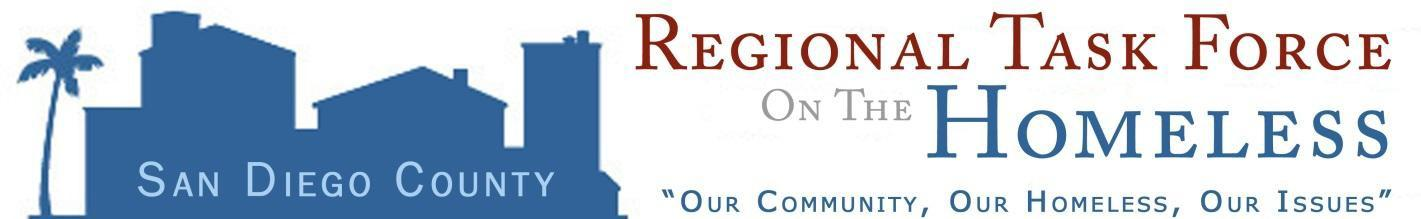 San Diego County
Regional Task Force
On The Homeless
"Our Community, Our Homeless, Our Issues"